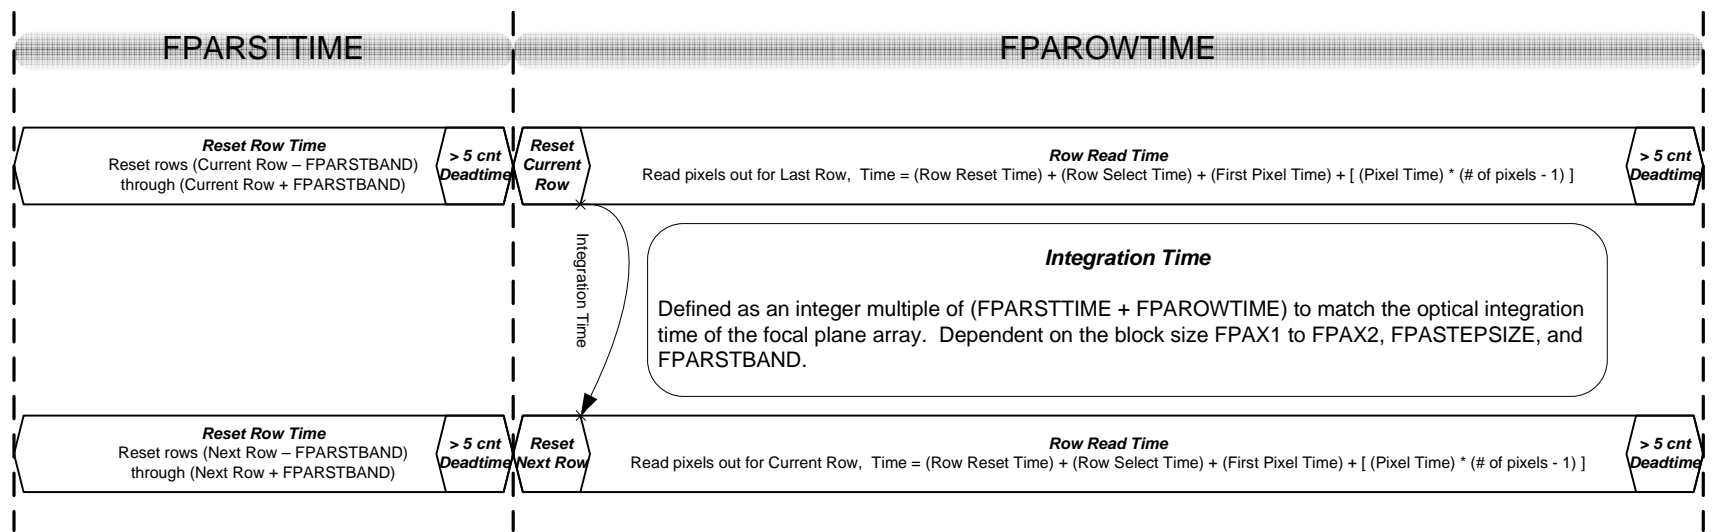 FPARSTTIME
FPAROWTIME
Reset Row Time
Reset rows (Current Row – FPARSTBAND)
through (Current Row + FPARSTBAND)
> 5 cnt
Deadtime
Reset
Current
Row
Row Read Time
Read pixels out for Last Row, Time = (Row Reset Time) + (Row Select Time) + (First Pixel Time) + [ (Pixel Time) * (# of pixels - 1) ]
> 5 cnt
Deadtime
Integration Time
Integration Time
Defined as an integer multiple of (FPARSTTIME + FPAROWTIME) to match the optical integration
time of the focal plane array. Dependent on the block size FPAX1 to FPAX2, FPASTEPSIZE, and
FPARSTBAND.
Reset Row Time
Reset rows (Next Row – FPARSTBAND)
through (Next Row + FPARSTBAND)
> 5 cnt
Deadtime
Reset
Next Row
Row Read Time
Read pixels out for Current Row, Time = (Row Reset Time) + (Row Select Time) + (First Pixel Time) + [ (Pixel Time) * (# of pixels - 1) ]
> 5 cnt
Deadtime